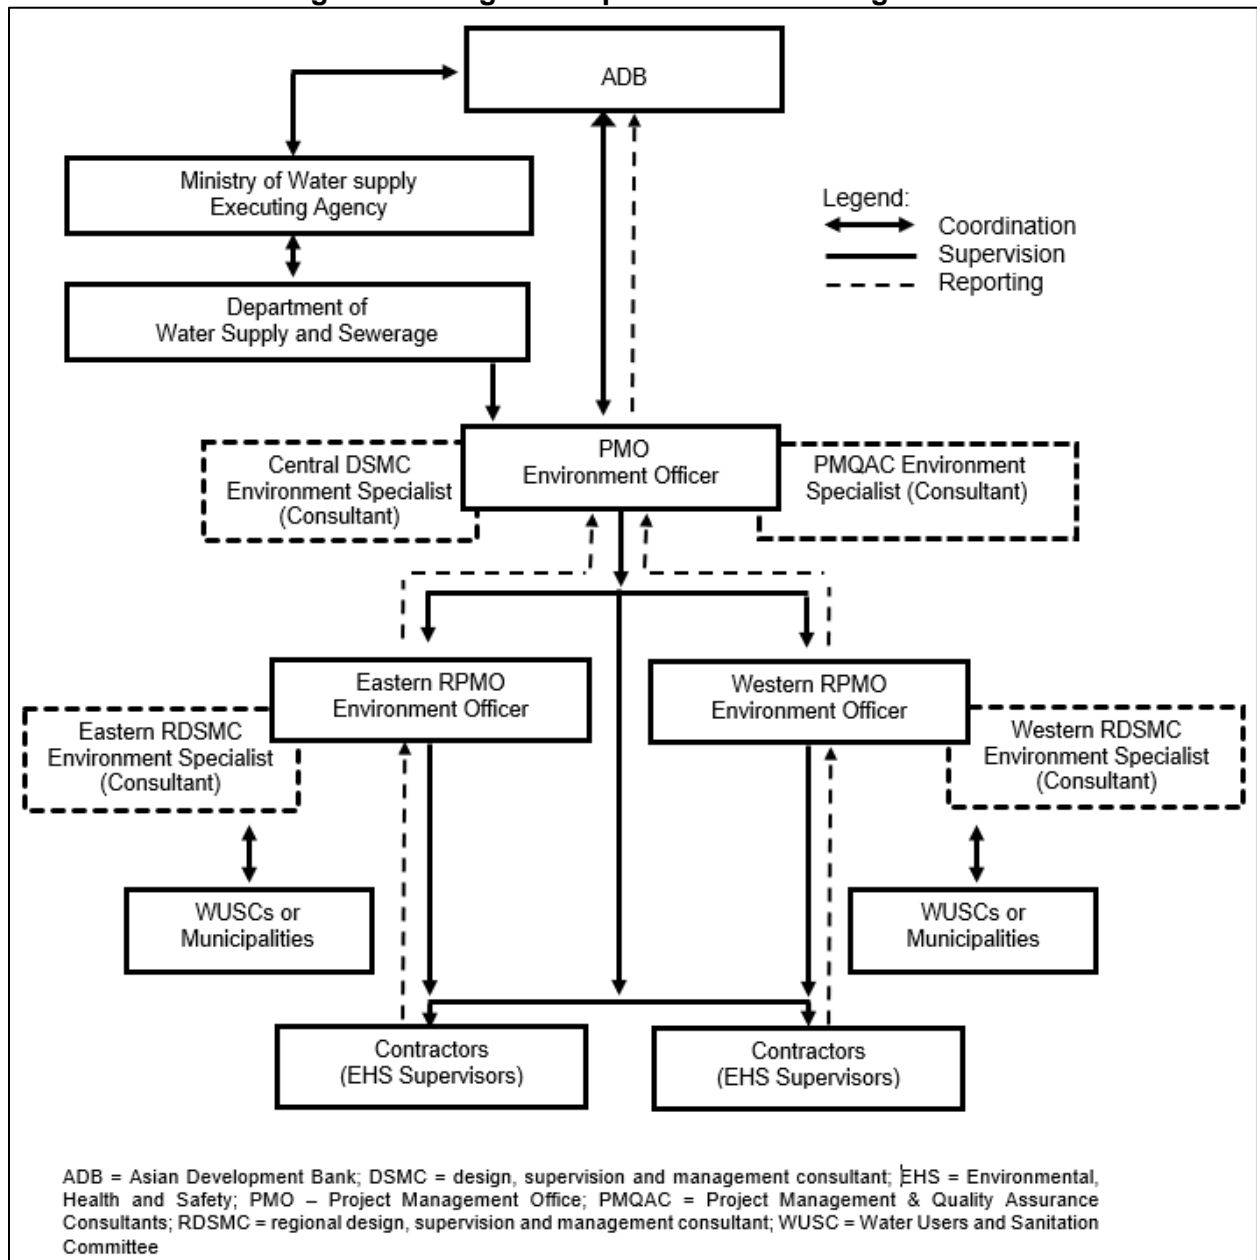 ADB
Ministry of Water supply
Executing Agency
Legend:
Coordination
Supervision
Reporting
Department of
Water Supply and Sewerage
PMO
Environment Officer
Central DSMC
Environment Specialist
(Consultant)
PMQAC Environment
Specialist (Consultant)
Eastern RPMO
Environment Officer
Western RPMO
Environment Officer
Eastern RDSMC
Environment Specialist
(Consultant)
Western RDSMC
Environment Specialist
(Consultant)
WUSCs or
Municipalities
WUSCs or
Municipalities
Contractors
(EHS Supervisors)
Contractors
(EHS Supervisors)
ADB = Asian Development Bank; DSMC = design, supervision and management consultant; EHS = Environmental,
Health and Safety; PMO – Project Management Office; PMQAC = Project Management & Quality Assurance
Consultants; RDSMC = regional design, supervision and management consultant; WUSC = Water Users and Sanitation
Committee